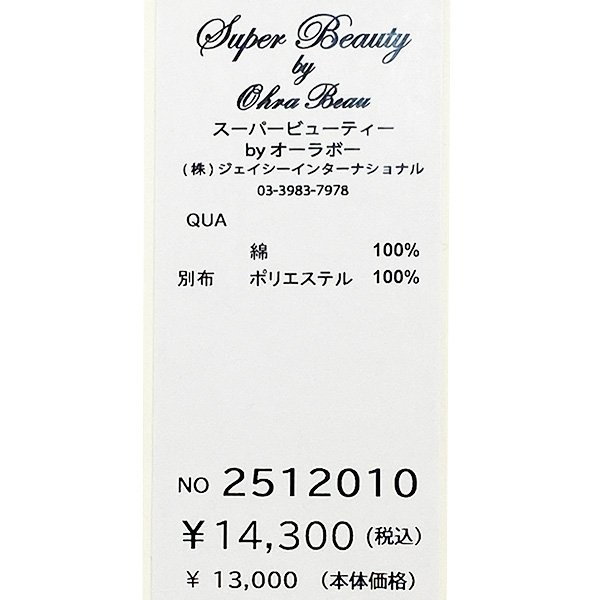 Super Beauty
by
Ohra Beau
スーパービューティー
by オーラボー
(株)ジェイシーインターナショナル
03-3983-7978
QUA
綿 100%
別布 ポリエステル 100%
NO 2512010
¥14,300(税込)
¥ 13,000 (本体価格)